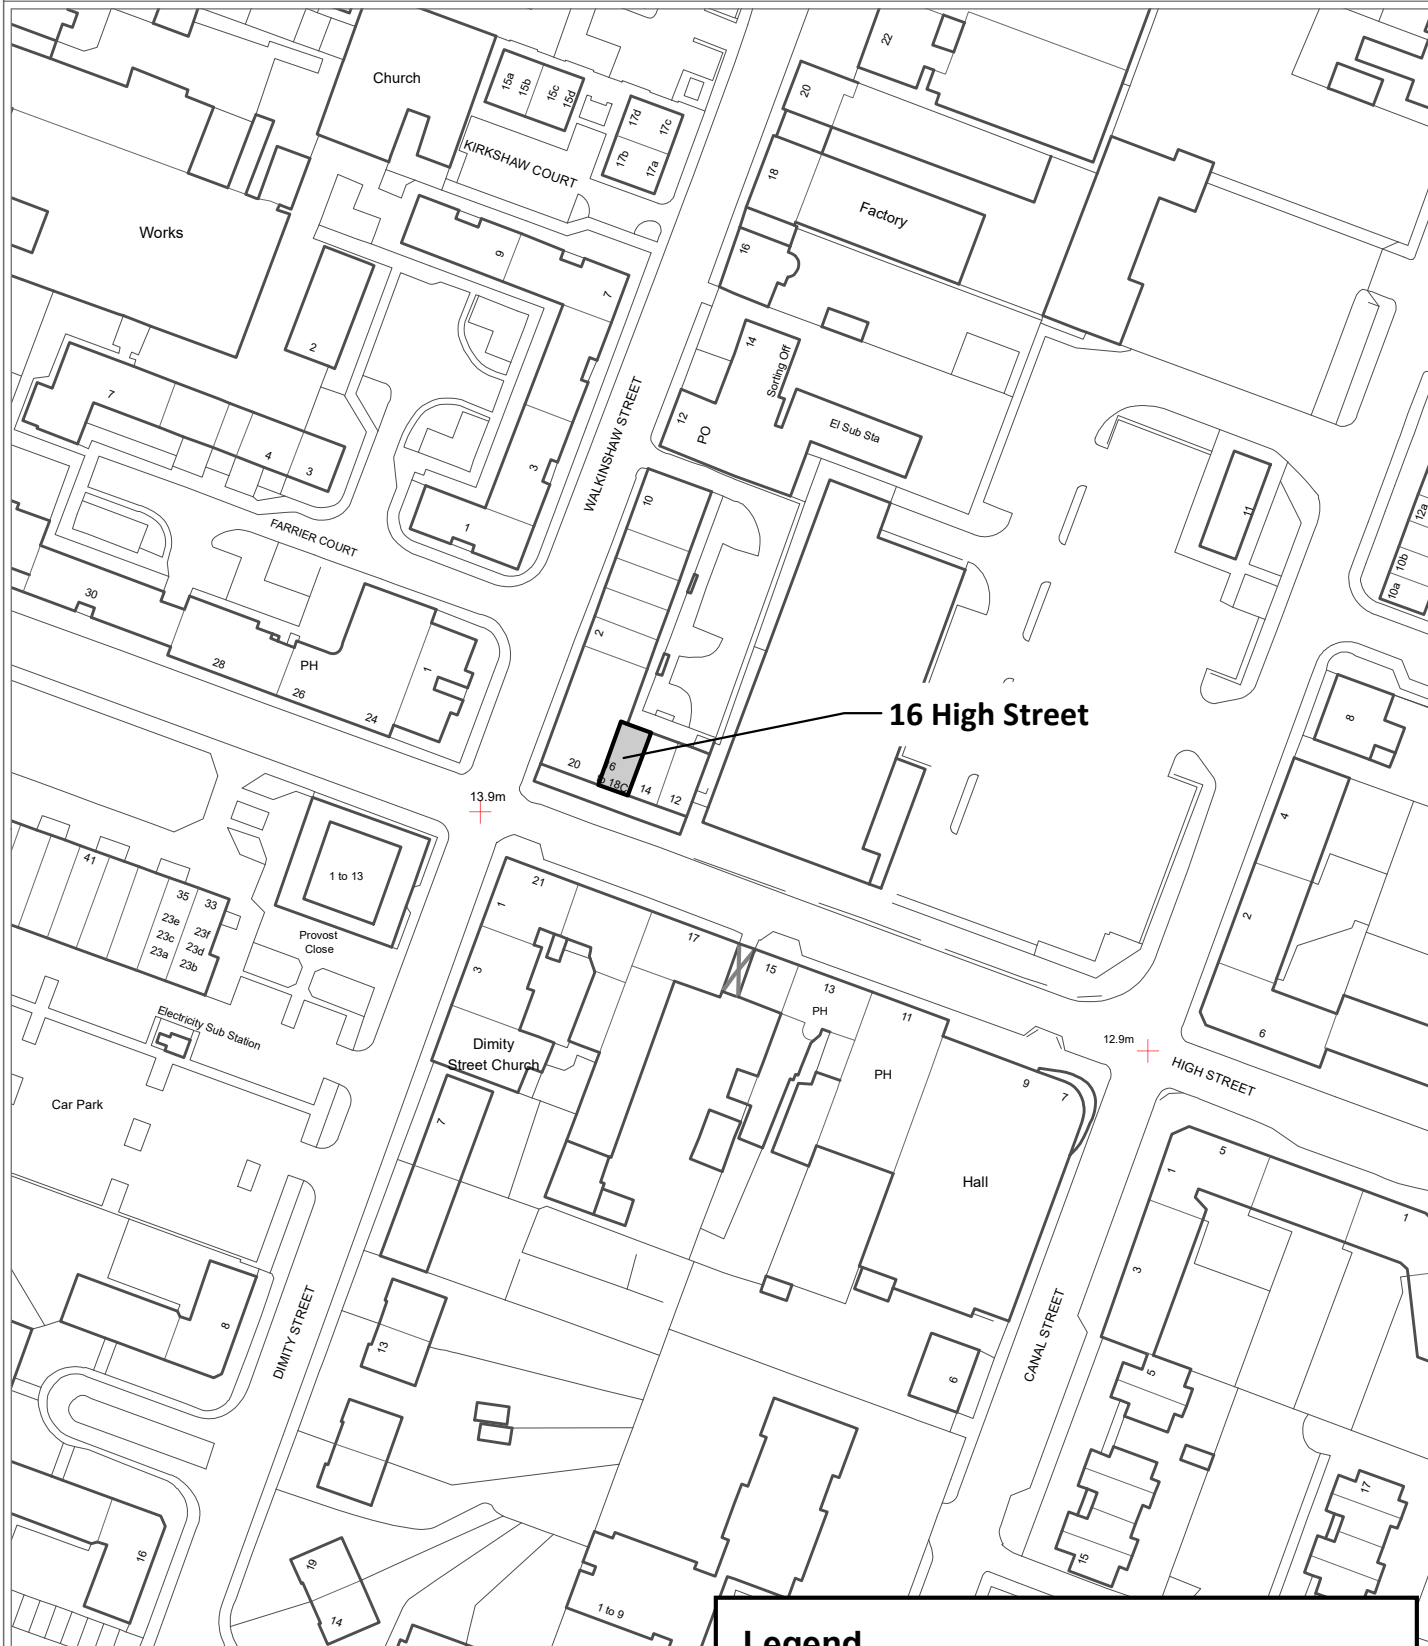 22
Church
15a
15b
15c
15d
20
17d
17c
KIRKSHAW COURT
17b
17a
18
Factory
Works
16
9
7
2
14
Sorting Off
7
WALKINSHAW STREET
12
PO
El Sub Sta
4
3
3
10
11
12a
FARRIER COURT
1
10b
10a
30
2
28
PH
26
24
1
16 High Street
8
20
6
18C
14
12
13.9m
4
41
1 to 13
21
35
33
1
2
23e
23f
23c
23d
23a
23b
Provost
Close
17
3
15
13
PH
11
Electricity Sub Station
Dimity
Street Church
12.9m
6
HIGH STREET
PH
9
7
Car Park
7
5
1
Hall
1
3
8
DIMITY STREET
13
CANAL STREET
6
5
17
16
19
15
14
1 to 9
Legend